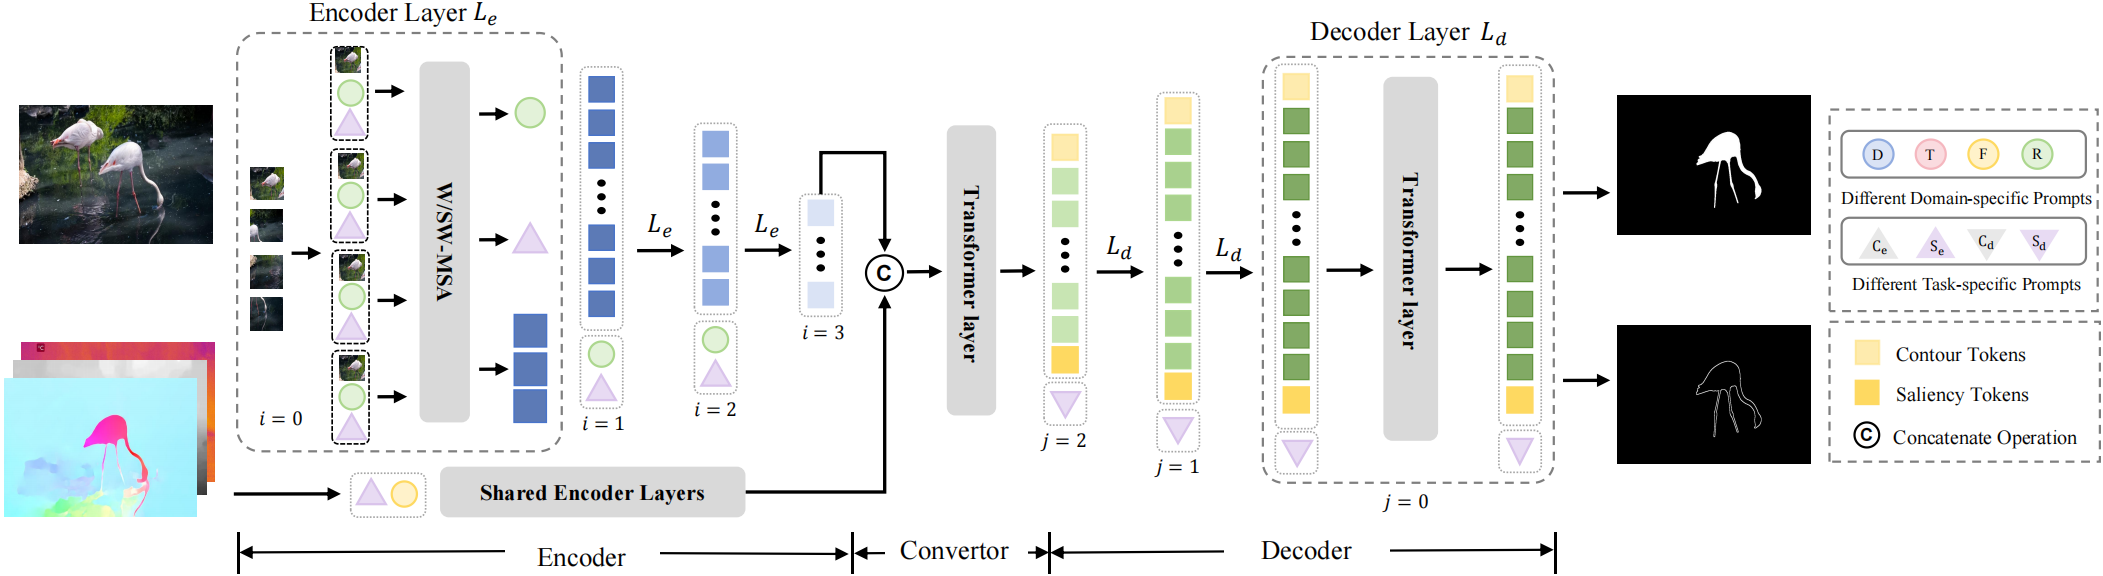 Encoder Layer L_e
i = 0
W/SW-MSA
i = 1
L_e
i = 2
L_e
i = 3
C
Shared Encoder Layers
Transformer layer
j = 2
L_d
j = 1
L_d
Decoder Layer L_d
Transformer layer
j = 0
Encoder
Convertor
Decoder
D T F R
Different Domain-specific Prompts
C_e S_e C_d S_d
Different Task-specific Prompts
Contour Tokens
Saliency Tokens
C Concatenate Operation